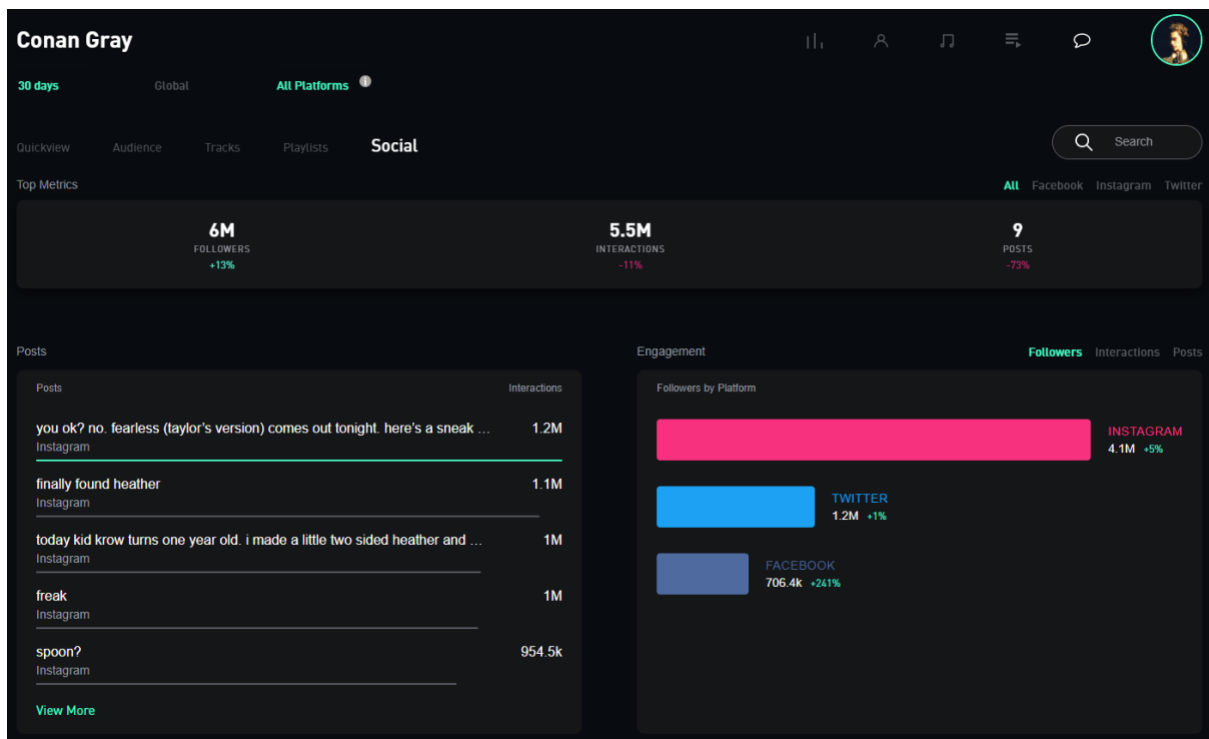 Conan Gray
30 days Global All Platforms i
Quickview Audience Tracks Playlists Social
Search
Top Metrics
All Facebook Instagram Twitter
6M 5.5M 9
FOLLOWERS INTERACTIONS POSTS
+13% -11% -73%
Posts
Posts Interactions
you ok? no. fearless (taylor's version) comes out tonight. here's a sneak ... 1.2M
Instagram
finally found heather 1.1M
Instagram
today kid krow turns one year old. i made a little two sided heather and ... 1M
Instagram
freak 1M
Instagram
spoon? 954.5k
Instagram
View More
Engagement Followers Interactions Posts
Followers by Platform
INSTAGRAM
4.1M +5%
TWITTER
1.2M +1%
FACEBOOK
706.4k +241%